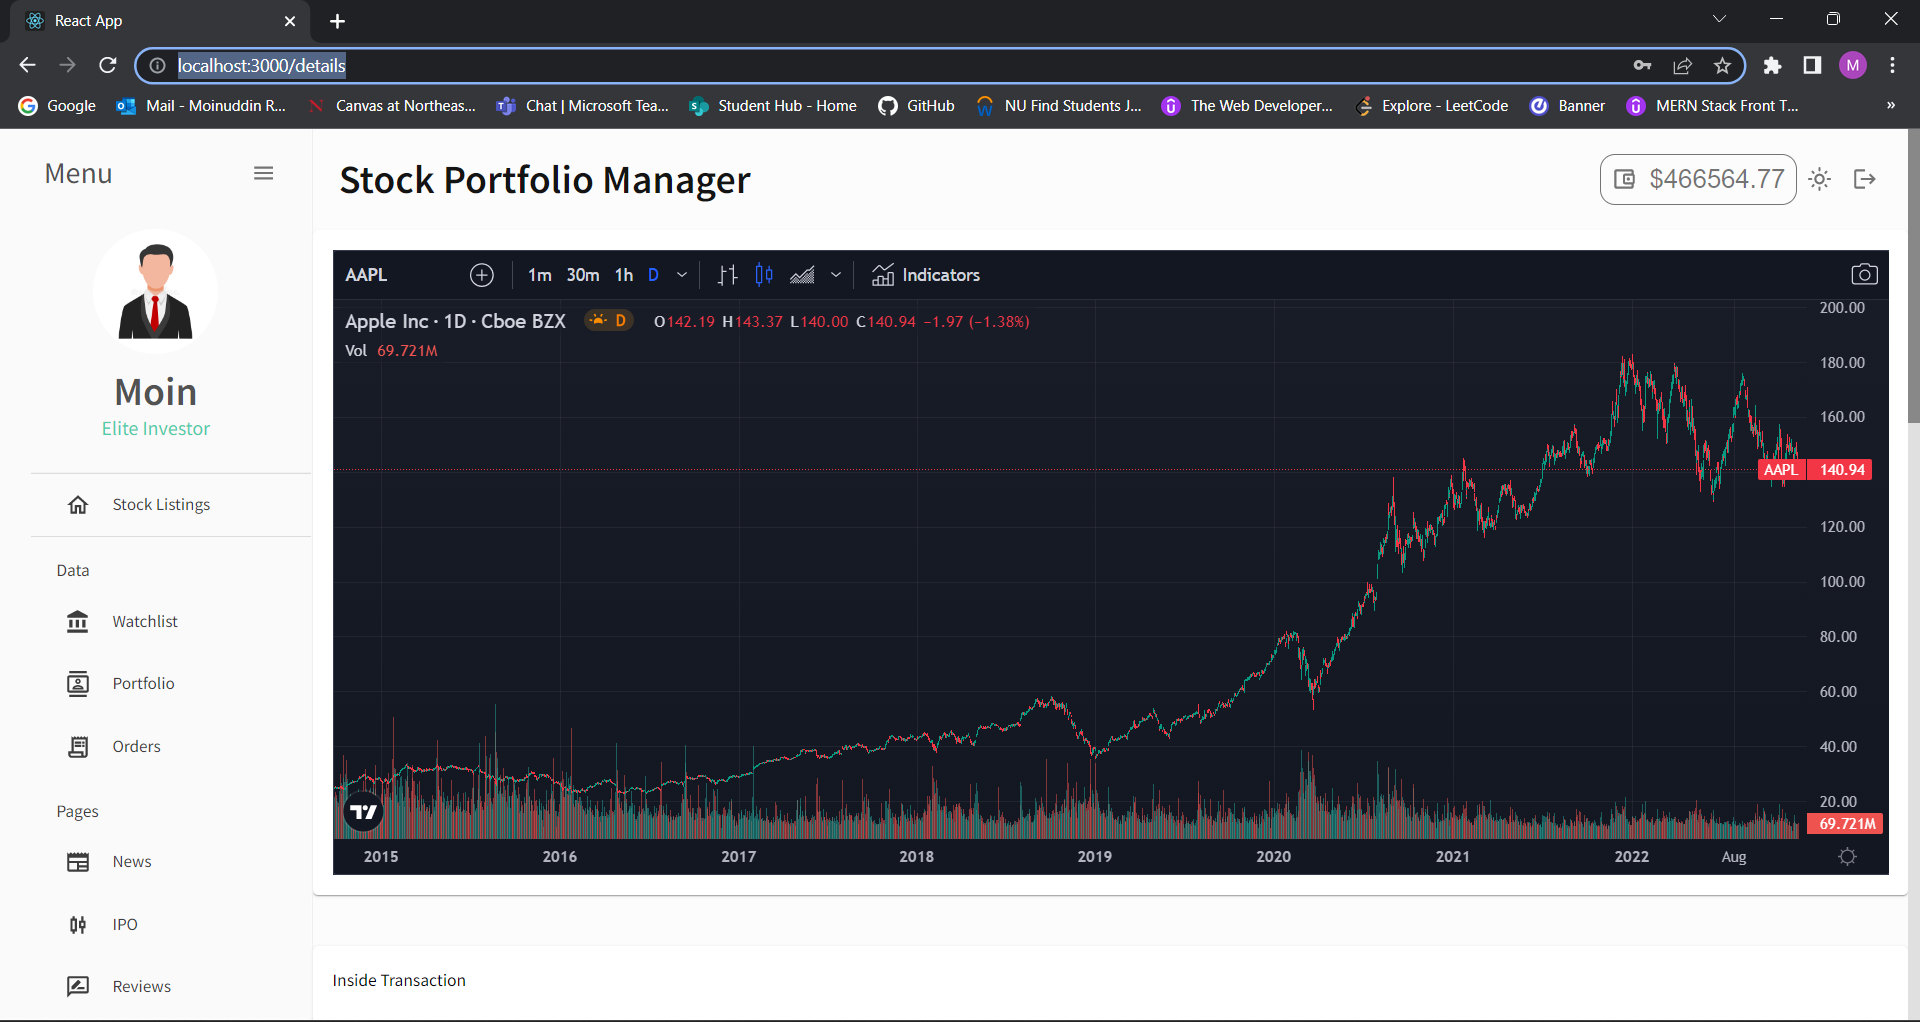 React App
localhost:3000/details
M
Google
Mail - Moinuddin R...
Canvas at Northeas...
Chat | Microsoft Tea...
Student Hub - Home
GitHub
NU Find Students J...
The Web Developer...
Explore - LeetCode
Banner
MERN Stack Front T...
»
Menu
Stock Portfolio Manager
$466564.77
Moin
Elite Investor
Stock Listings
Data
Watchlist
Portfolio
Orders
Pages
News
IPO
Reviews
AAPL
1m 30m 1h D
Indicators
Apple Inc · 1D · Cboe BZX D O142.19 H143.37 L140.00 C140.94 −1.97 (−1.38%)
Vol 69.721M
200.00
180.00
160.00
AAPL 140.94
120.00
100.00
80.00
60.00
40.00
20.00
69.721M
2015 2016 2017 2018 2019 2020 2021 2022 Aug
Inside Transaction